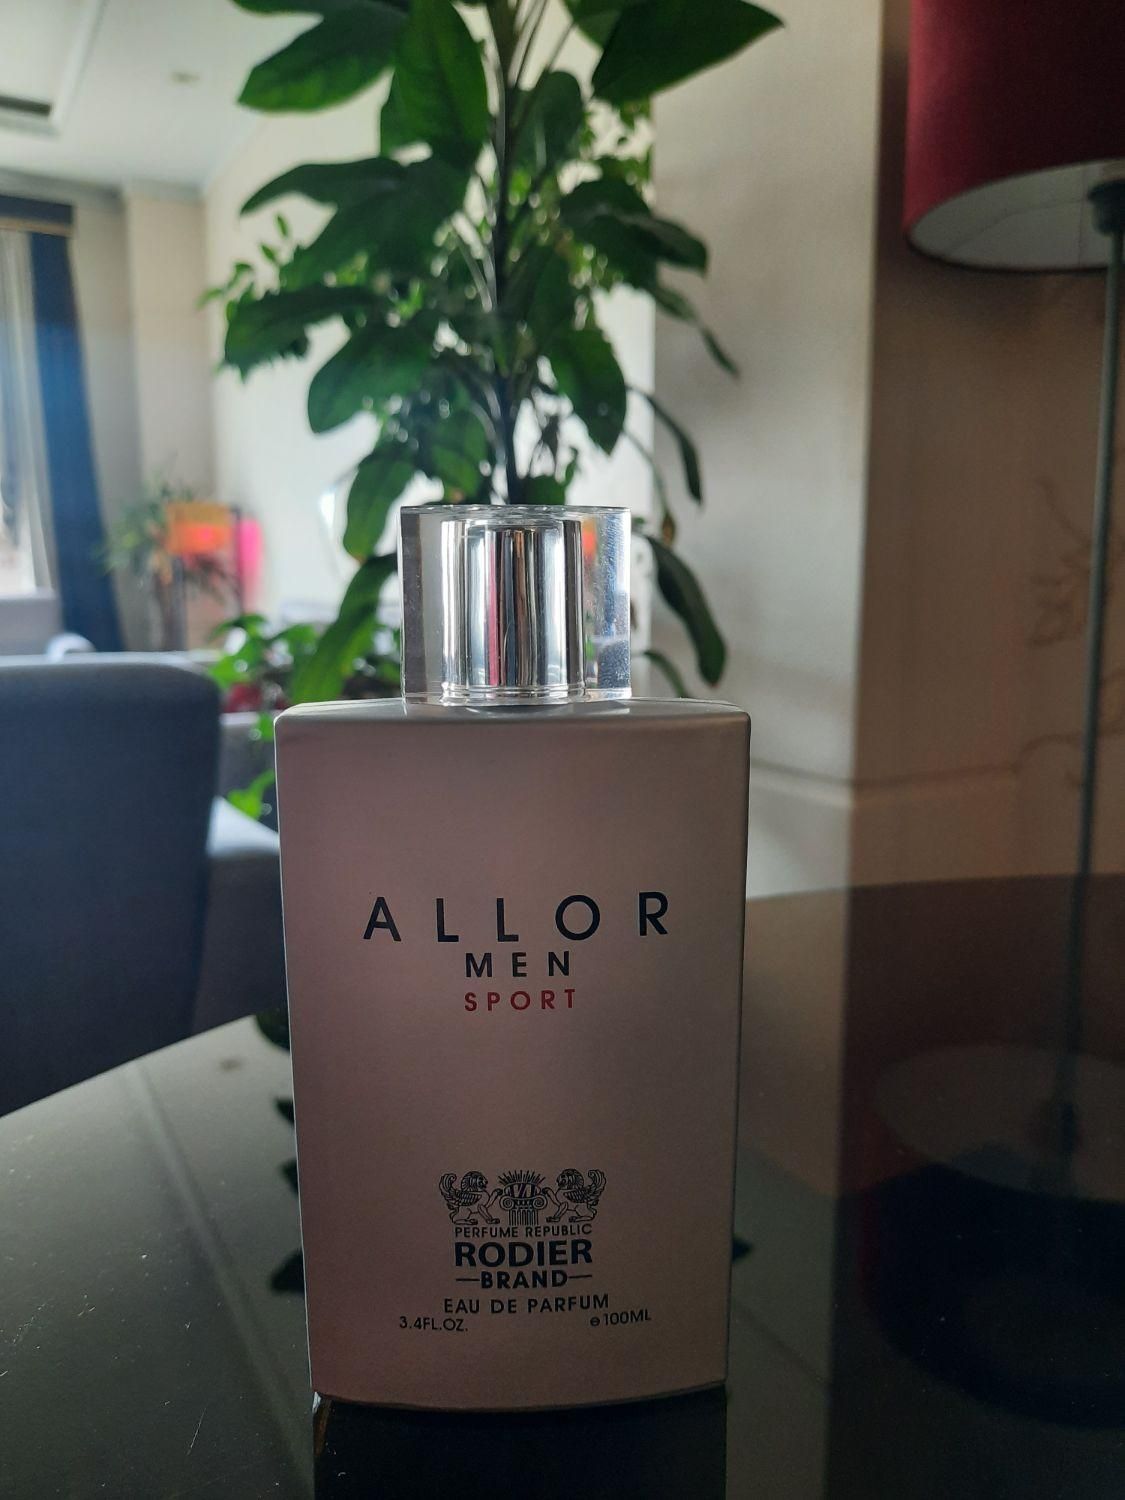 ALLOR
MEN
SPORT
PERFUME REPUBLIC
RODIER
—BRAND—
EAU DE PARFUM
3.4FL.OZ. ℮100ML